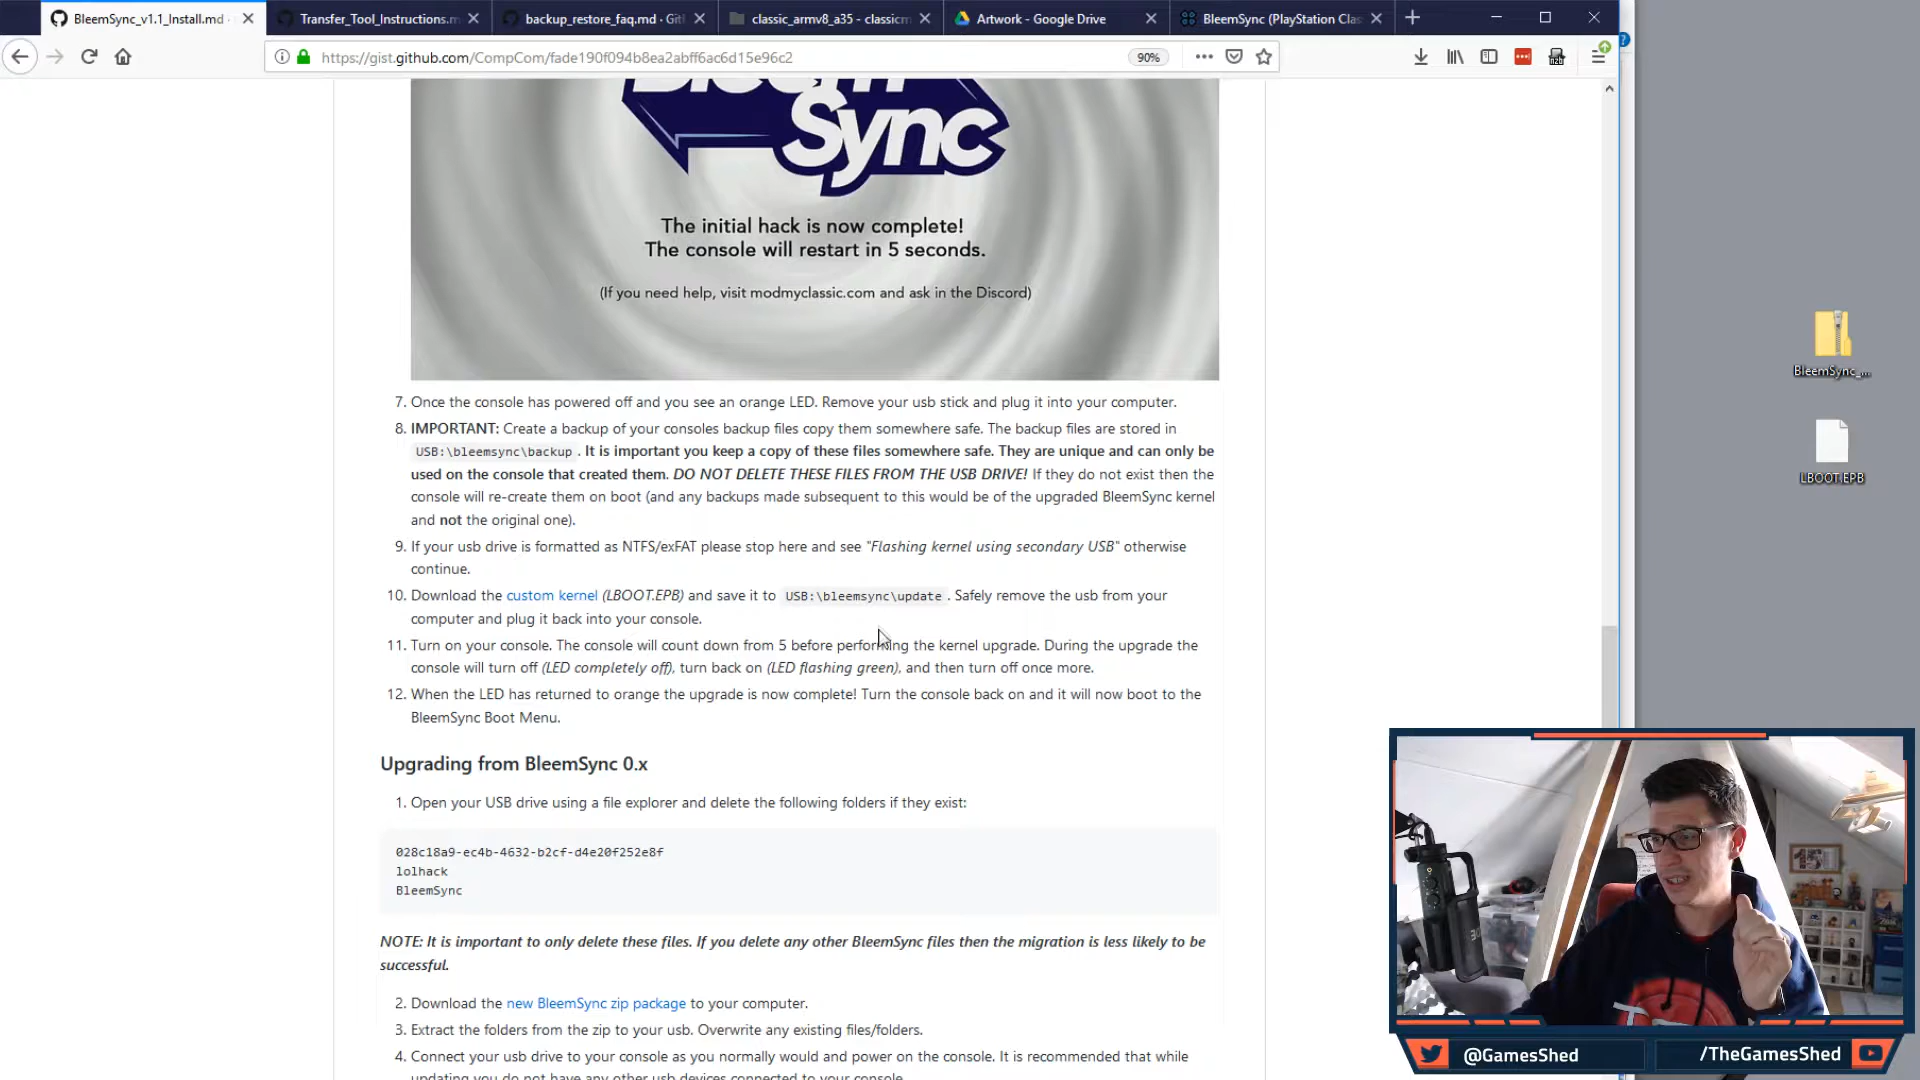 BleemSync_v1.1_Install.md
Transfer_Tool_Instructions.m
backup_restore_faq.md · Git
classic_armv8_a35 - classicm
Artwork - Google Drive
BleemSync (PlayStation Clas
https://gist.github.com/CompCom/fade190f094b8ea2abff6ac6d15e96c2
90%
Sync
The initial hack is now complete!
The console will restart in 5 seconds.
(If you need help, visit modmyclassic.com and ask in the Discord)
7. Once the console has powered off and you see an orange LED. Remove your usb stick and plug it into your computer.
8. IMPORTANT: Create a backup of your consoles backup files copy them somewhere safe. The backup files are stored in
USB:\bleemsync\backup . It is important you keep a copy of these files somewhere safe. They are unique and can only be
used on the console that created them. DO NOT DELETE THESE FILES FROM THE USB DRIVE! If they do not exist then the
console will re-create them on boot (and any backups made subsequent to this would be of the upgraded BleemSync kernel
and not the original one).
9. If your usb drive is formatted as NTFS/exFAT please stop here and see "Flashing kernel using secondary USB" otherwise
continue.
10. Download the custom kernel (LBOOT.EPB) and save it to USB:\bleemsync\update . Safely remove the usb from your
computer and plug it back into your console.
11. Turn on your console. The console will count down from 5 before performing the kernel upgrade. During the upgrade the
console will turn off (LED completely off), turn back on (LED flashing green), and then turn off once more.
12. When the LED has returned to orange the upgrade is now complete! Turn the console back on and it will now boot to the
BleemSync Boot Menu.
Upgrading from BleemSync 0.x
1. Open your USB drive using a file explorer and delete the following folders if they exist:
028c18a9-ec4b-4632-b2cf-d4e20f252e8f
lolhack
BleemSync
NOTE: It is important to only delete these files. If you delete any other BleemSync files then the migration is less likely to be
successful.
2. Download the new BleemSync zip package to your computer.
3. Extract the folders from the zip to your usb. Overwrite any existing files/folders.
4. Connect your usb drive to your console as you normally would and power on the console. It is recommended that while
updating you do not have any other usb devices connected to your console.
BleemSync_...
LBOOT.EPB
@GamesShed
/TheGamesShed